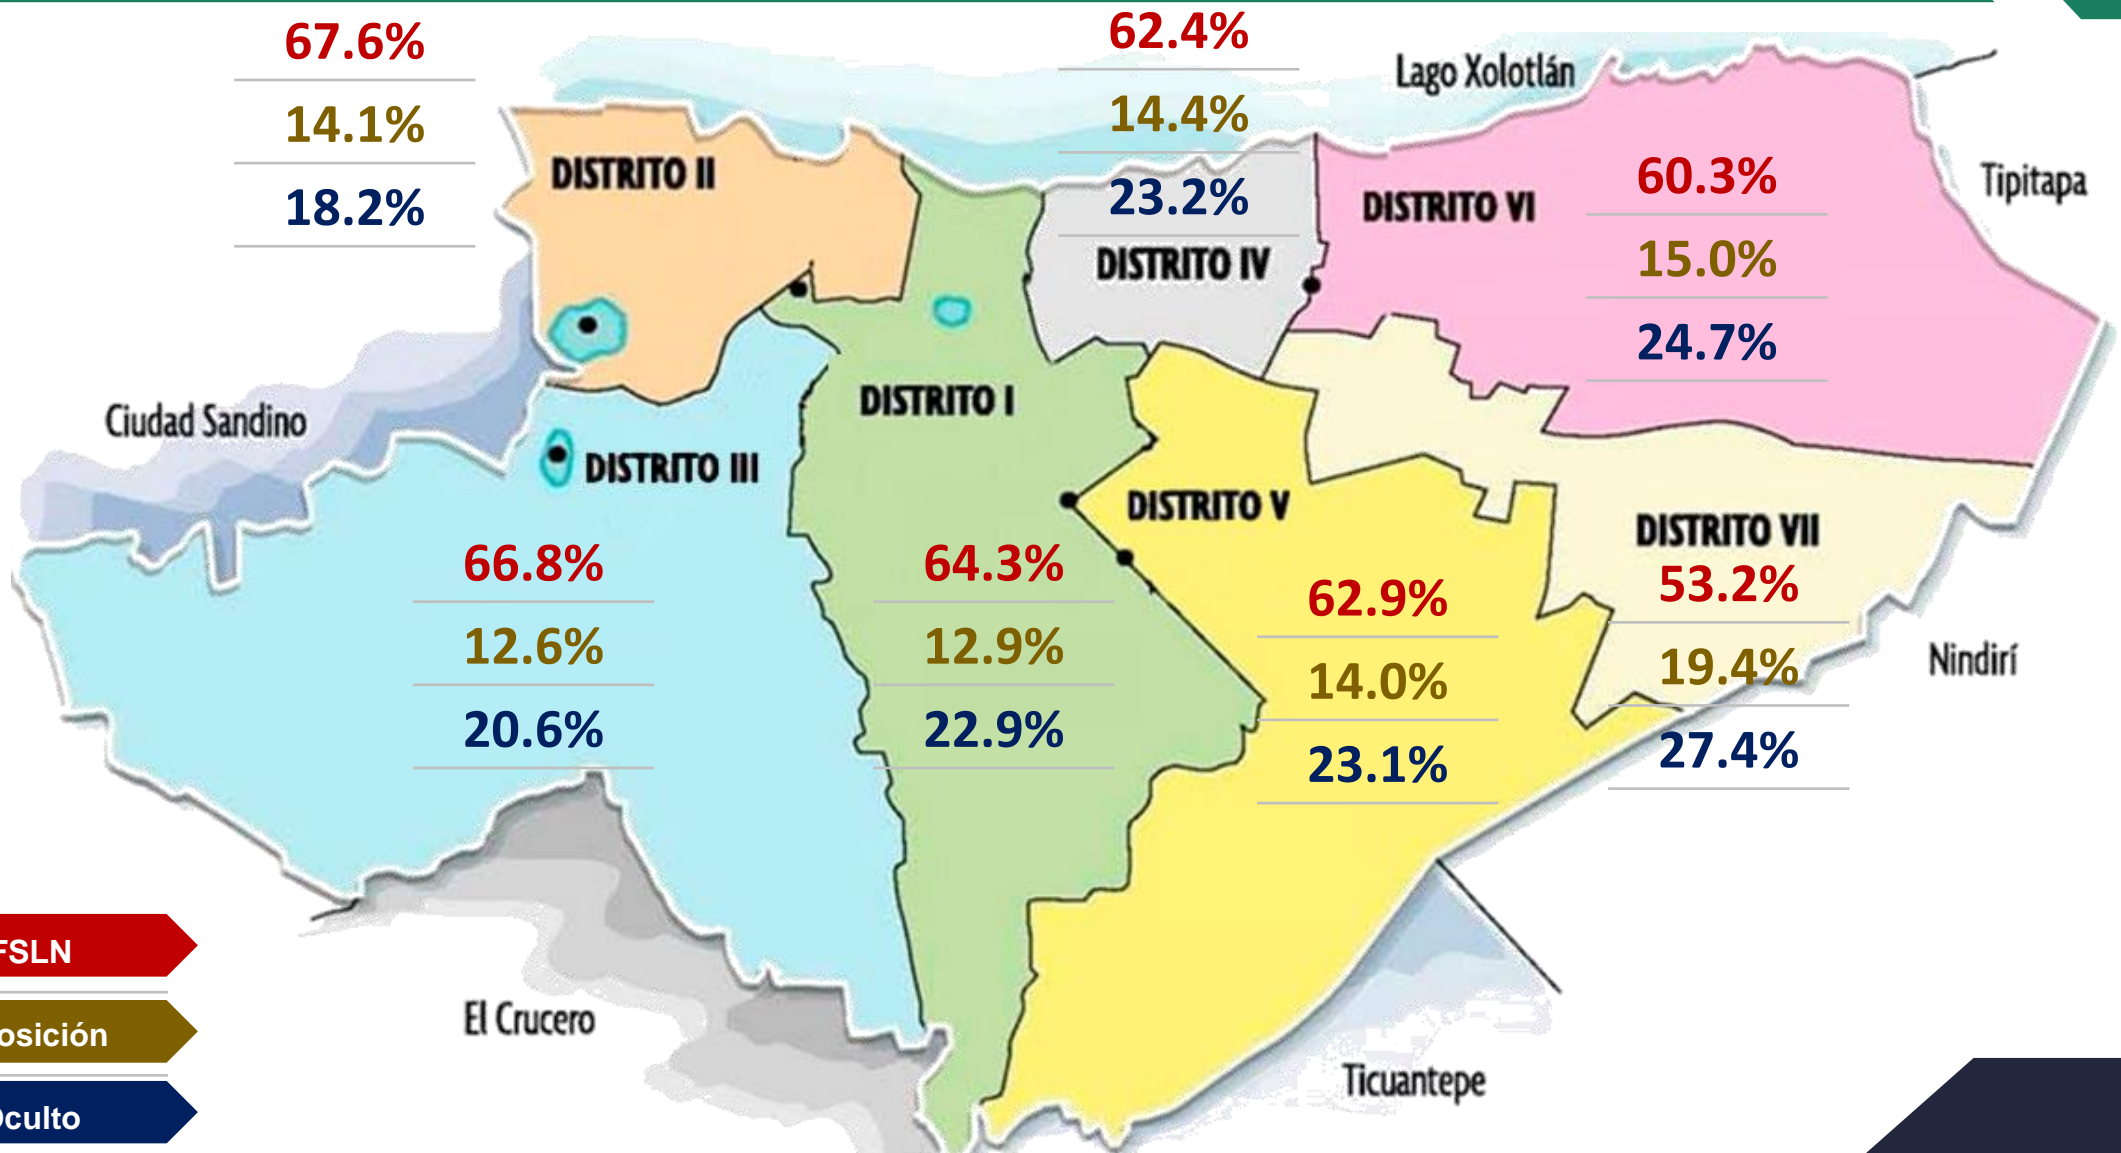 67.6%
14.1%
18.2%
62.4%
14.4%
23.2%
Lago Xolotlán
Tipitapa
DISTRITO II
DISTRITO IV
DISTRITO VI
60.3%
15.0%
24.7%
Ciudad Sandino
DISTRITO III
66.8%
12.6%
20.6%
DISTRITO I
64.3%
12.9%
22.9%
DISTRITO V
62.9%
14.0%
23.1%
DISTRITO VII
53.2%
19.4%
27.4%
Nindirí
El Crucero
Ticuantepe
FSLN
osición
Oculto